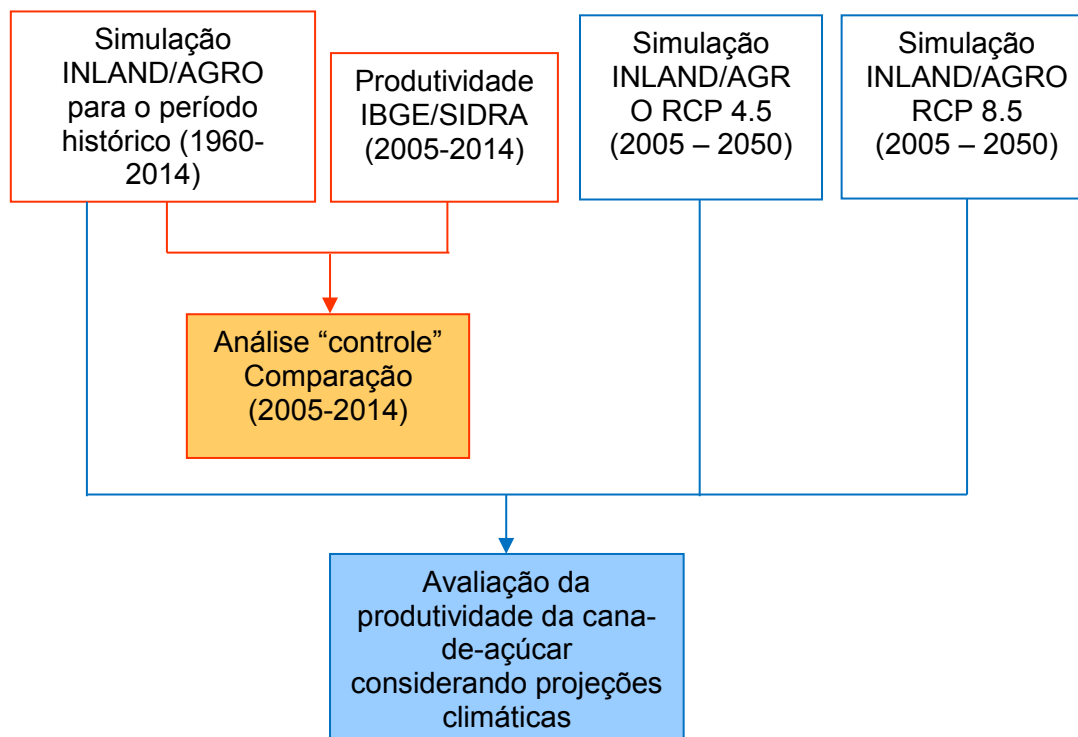 Simulação
INLAND/AGRO
para o período
histórico (1960-
2014)
Produtividade
IBGE/SIDRA
(2005-2014)
Simulação
INLAND/AGR
O RCP 4.5
(2005 – 2050)
Simulação
INLAND/AGRO
RCP 8.5
(2005 – 2050)
Análise “controle”
Comparação
(2005-2014)
Avaliação da
produtividade da cana-
de-açúcar
considerando projeções
climáticas